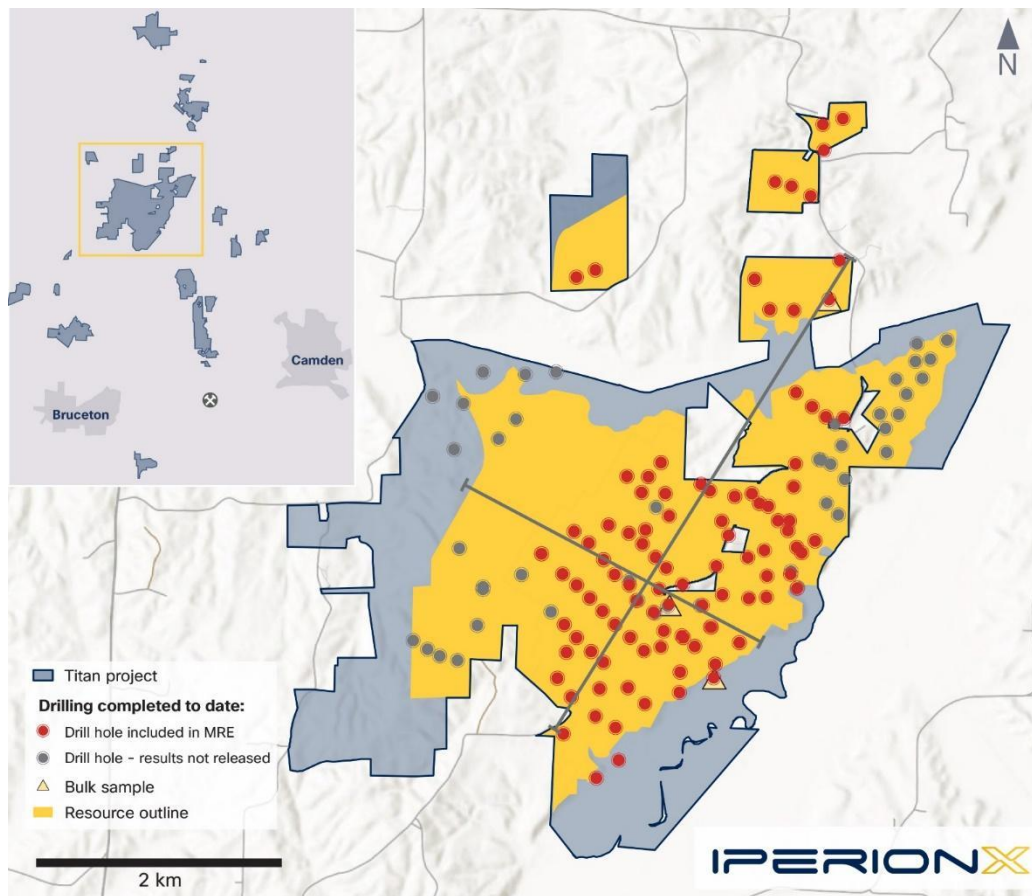 N
Camden
Bruceton
Titan project
Drilling completed to date:
Drill hole included in MRE
Drill hole - results not released
Bulk sample
Resource outline
2 km
IPERIONX